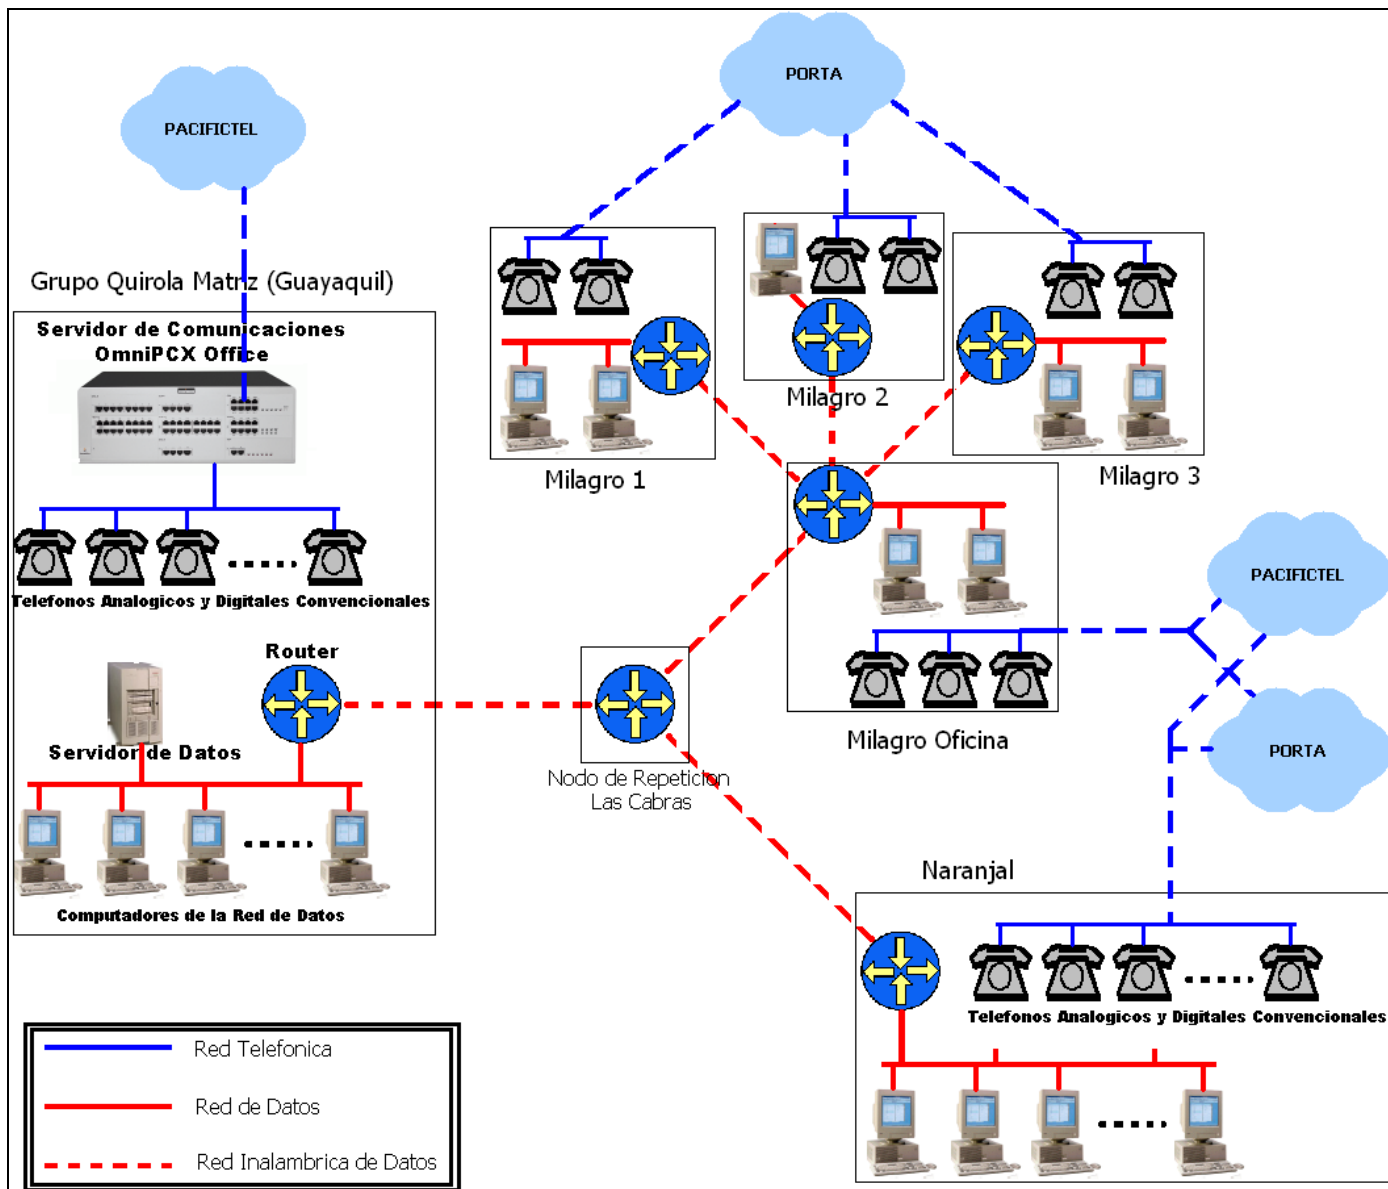 PORTA
PACIFICTEL
Grupo Quirola Matriz (Guayaquil)
Servidor de Comunicaciones
OmniPCX Office
Milagro 2
Milagro 1
Milagro 3
PACIFICTEL
Telefonos Analogicos y Digitales Convencionales
Router
Servidor de Datos
Milagro Oficina
PORTA
Nodo de Repeticion
Las Cabras
Naranjal
Computadores de la Red de Datos
Telefonos Analogicos y Digitales Convencionales
Red Telefonica
Red de Datos
Red Inalambrica de Datos